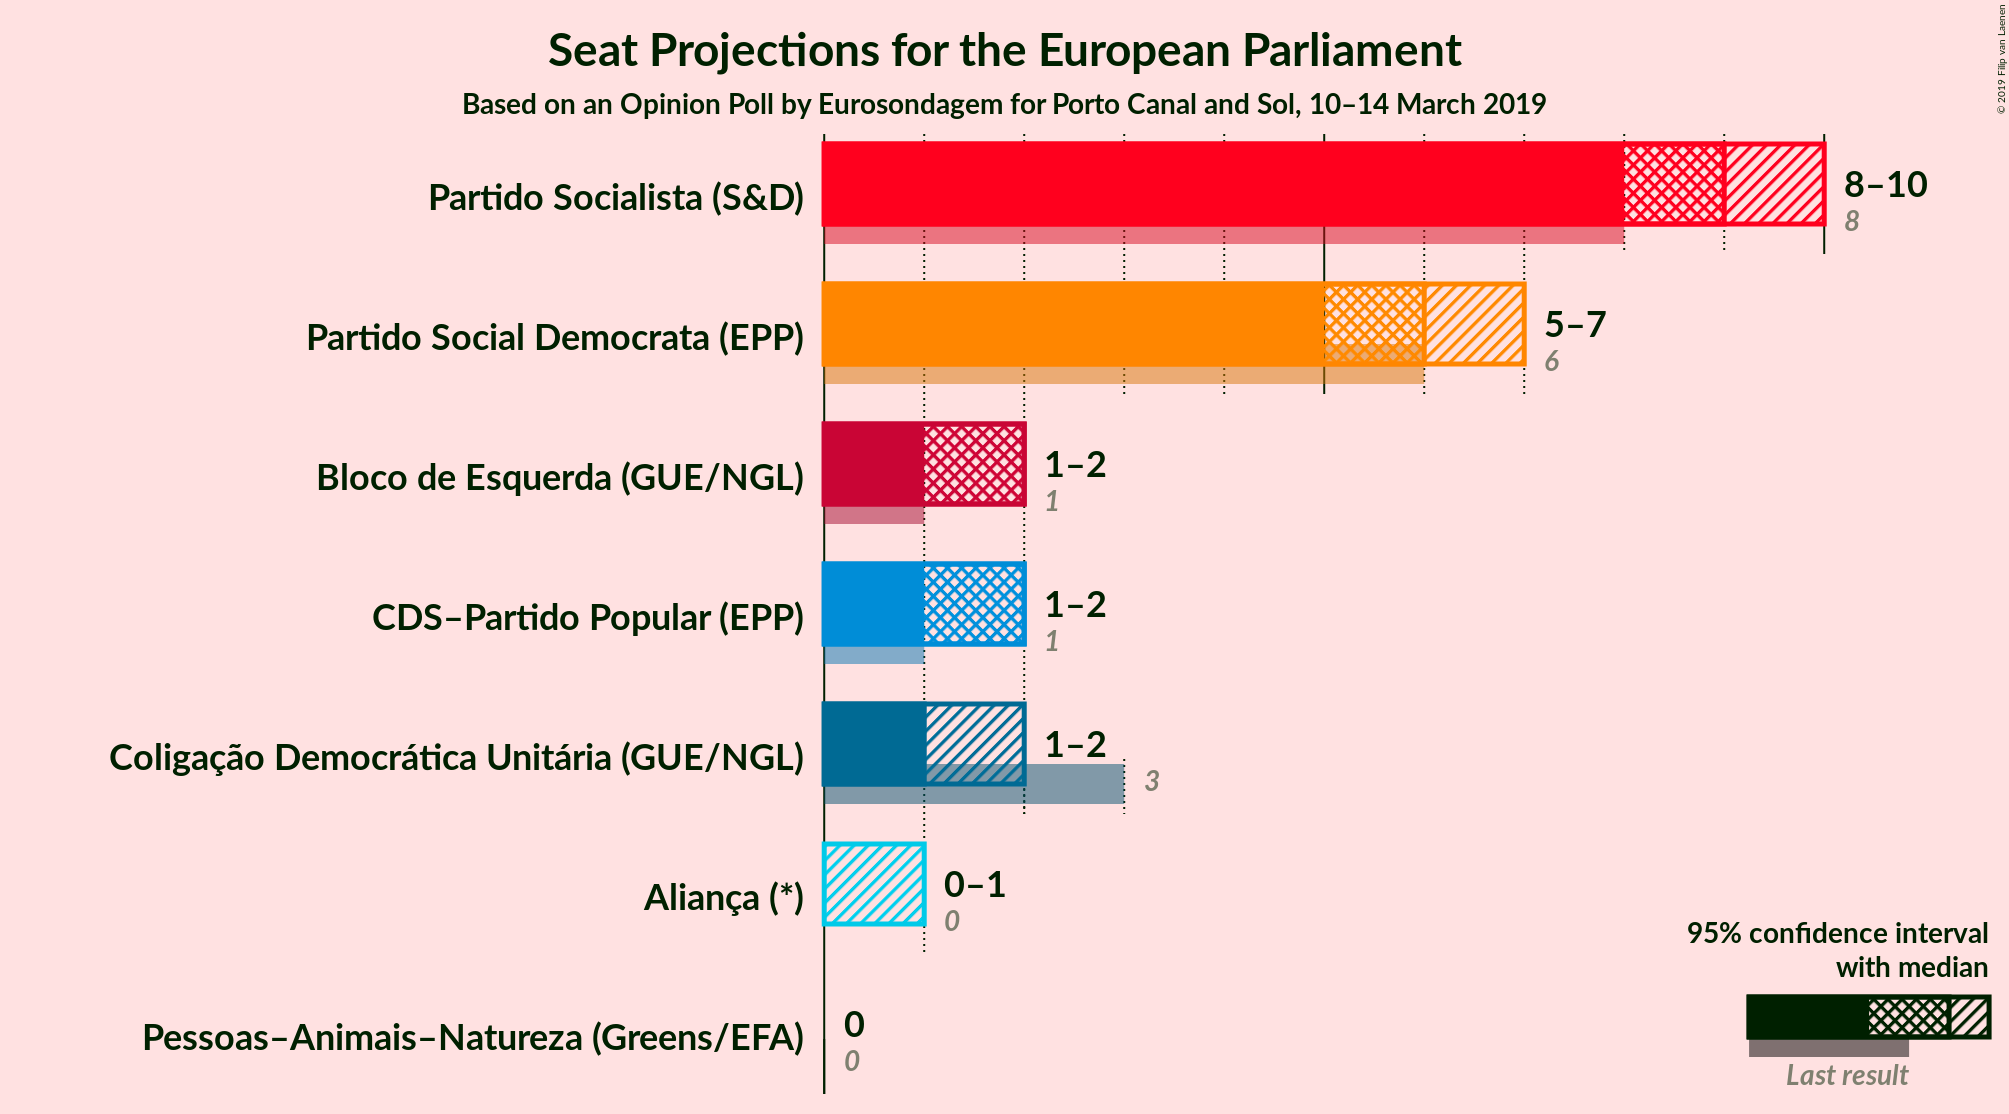 Seat Projections for the European Parliament
Based on an Opinion Poll by Eurosondagem for Porto Canal and Sol, 10–14 March 2019
© 2019 Filip van Laenen
Partido Socialista (S&D)
8–10
8
Partido Social Democrata (EPP)
5–7
6
Bloco de Esquerda (GUE/NGL)
1–2
1
CDS–Partido Popular (EPP)
1–2
1
Coligação Democrática Unitária (GUE/NGL)
1–2
3
Aliança (*)
0–1
0
Pessoas–Animais–Natureza (Greens/EFA)
0
0
95% confidence interval
with median
Last result